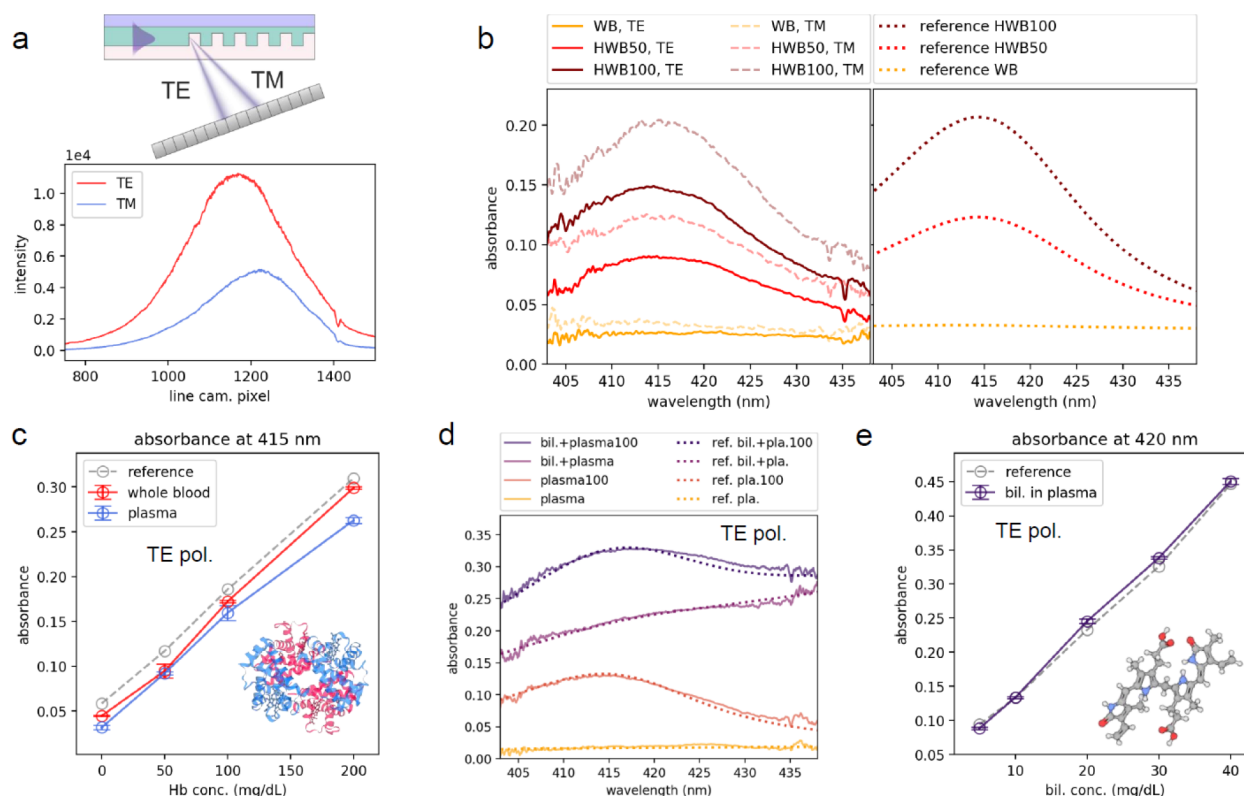 a
TE
TM
1e4
TE
TM
1.0
0.8
0.6
0.4
0.2
0.0
intensity
800
1000
1200
1400
line cam. pixel
b
WB, TE
HWB50, TE
HWB100, TE
WB, TM
HWB50, TM
HWB100, TM
reference HWB100
reference HWB50
reference WB
0.20
0.15
0.10
0.05
0.00
absorbance
405 410 415 420 425 430 435
wavelength (nm)
405 410 415 420 425 430 435
wavelength (nm)
c
absorbance at 415 nm
reference
whole blood
plasma
TE pol.
0.30
0.25
0.20
0.15
0.10
0.05
absorbance
0 50 100 150 200
Hb conc. (mg/dL)
d
bil.+plasma100
bil.+plasma
plasma100
plasma
ref. bil.+pla.100
ref. bil.+pla.
ref. pla.100
ref. pla.
TE pol.
0.35
0.30
0.25
0.20
0.15
0.10
0.05
0.00
absorbance
405 410 415 420 425 430 435
wavelength (nm)
e
absorbance at 420 nm
reference
bil. in plasma
TE pol.
0.45
0.40
0.35
0.30
0.25
0.20
0.15
0.10
0.05
absorbance
10 20 30 40
bil. conc. (mg/dL)